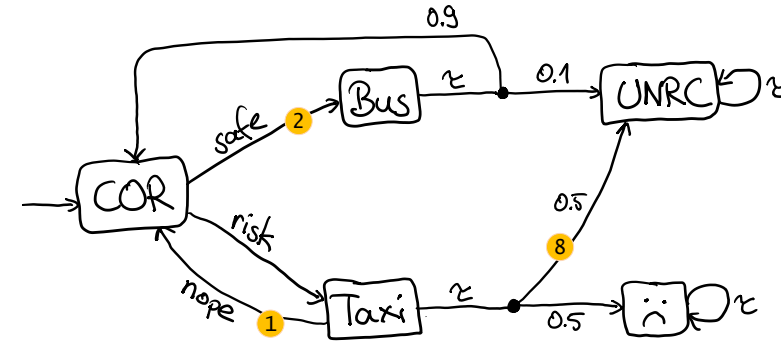 0.9
τ
0.1
Bus
UNRC
τ
safe
2
COR
0.5
risk
8
nope
1
Taxi
τ
0.5
τ